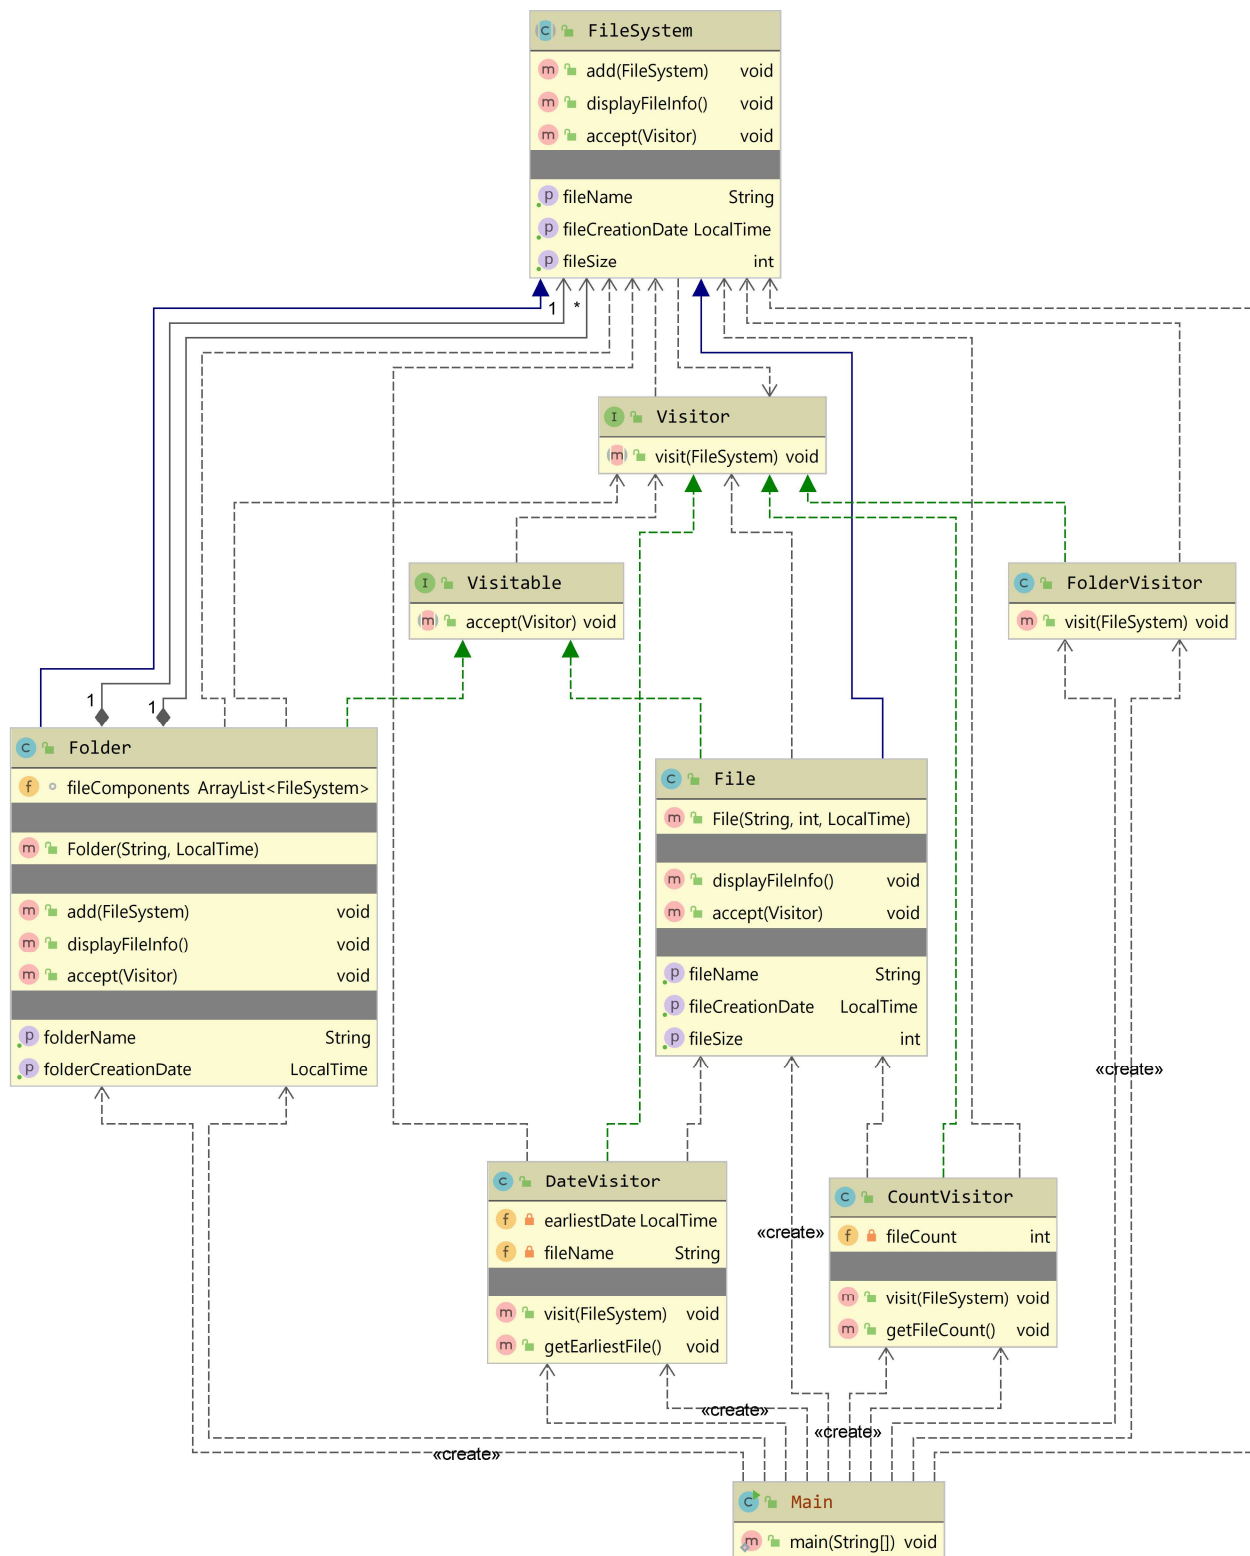 FileSystem
add(FileSystem) void
displayFileInfo() void
accept(Visitor) void
fileName String
fileCreationDate LocalTime
fileSize int
1 *
Visitor
visit(FileSystem) void
Visitable
accept(Visitor) void
FolderVisitor
visit(FileSystem) void
1 1
Folder
fileComponents ArrayList<FileSystem>
Folder(String, LocalTime)
add(FileSystem) void
displayFileInfo() void
accept(Visitor) void
folderName String
folderCreationDate LocalTime
File
File(String, int, LocalTime)
displayFileInfo() void
accept(Visitor) void
fileName String
fileCreationDate LocalTime
fileSize int
«create»
DateVisitor
earliestDate LocalTime
fileName String
visit(FileSystem) void
getEarliestFile() void
«create»
CountVisitor
fileCount int
visit(FileSystem) void
getFileCount() void
«create»
«create»
«create»
Main
main(String[]) void